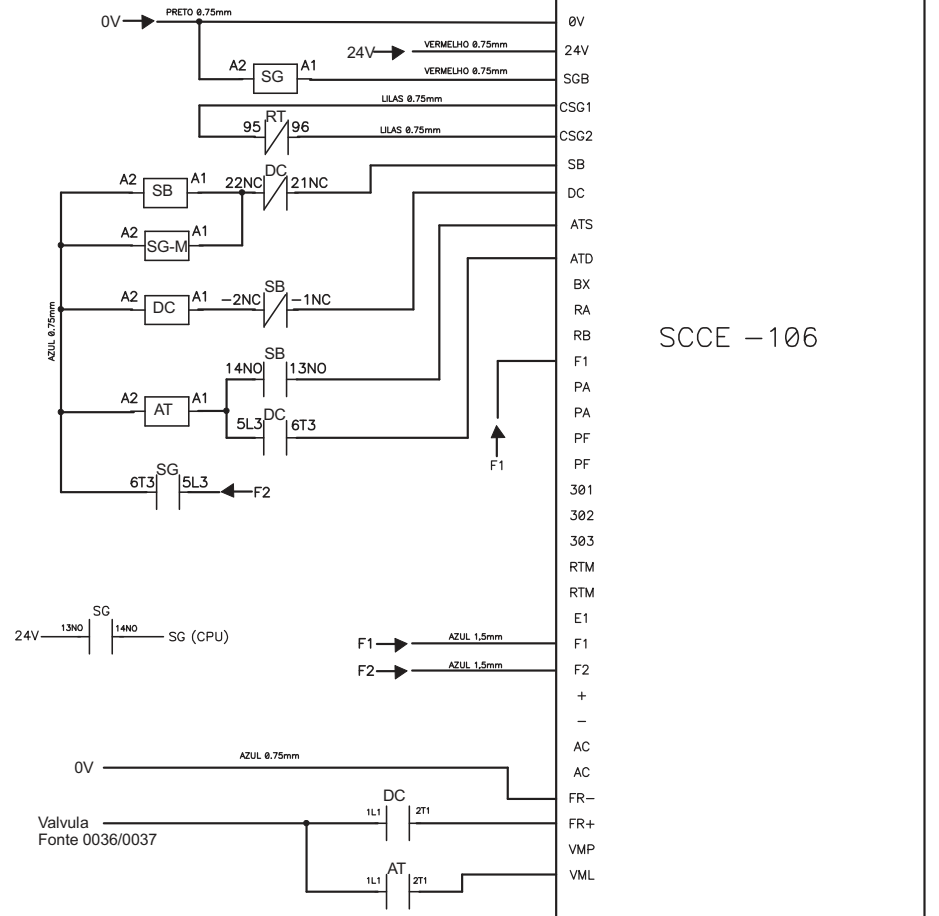 0V
PRETO 0.75mm
0V
24V
VERMELHO 0.75mm
24V
A2
SG
A1
VERMELHO 0.75mm
SGB
LILAS 0.75mm
CSG1
95
RT
96
LILAS 0.75mm
CSG2
SB
A2
SB
A1
22NC
DC
21NC
DC
A2
SG-M
A1
ATS
ATD
BX
A2
DC
A1
-2NC
SB
-1NC
RA
RB
SCCE -106
AZUL 0.75mm
F1
SB
14NO
13NO
PA
A2
AT
A1
PA
5L3
DC
6T3
PF
F1
PF
SG
6T3
5L3
F2
301
302
303
RTM
RTM
SG
24V
13NO
14NO
SG (CPU)
E1
F1
AZUL 1,5mm
F1
F2
AZUL 1,5mm
F2
+
-
AC
0V
AZUL 0.75mm
AC
FR-
DC
1L1
2T1
Valvula
Fonte 0036/0037
FR+
VMP
AT
1L1
2T1
VML